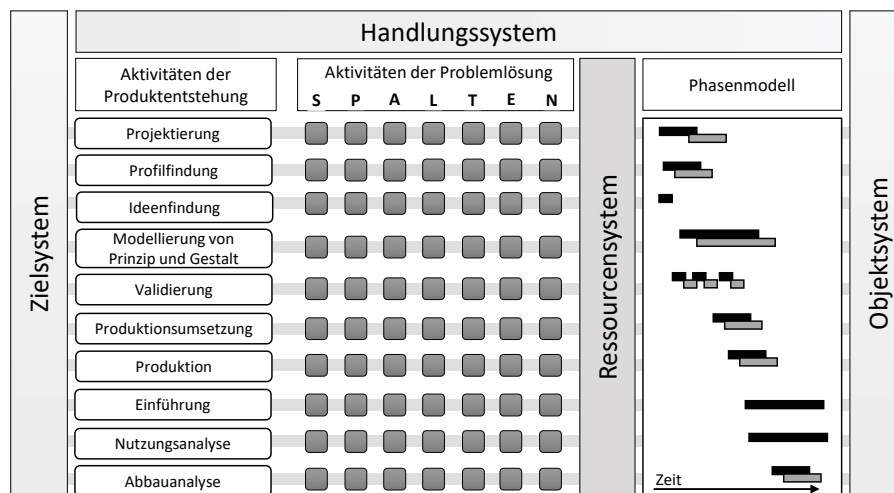 Handlungssystem
Zielsystem
Aktivitäten der
Produktentstehung
Aktivitäten der Problemlösung
S P A L T E N
Ressourcensystem
Phasenmodell
Objektsystem
Projektierung
Profilfindung
Ideenfindung
Modellierung von
Prinzip und Gestalt
Validierung
Produktionsumsetzung
Produktion
Einführung
Nutzungsanalyse
Abbauanalyse
Zeit